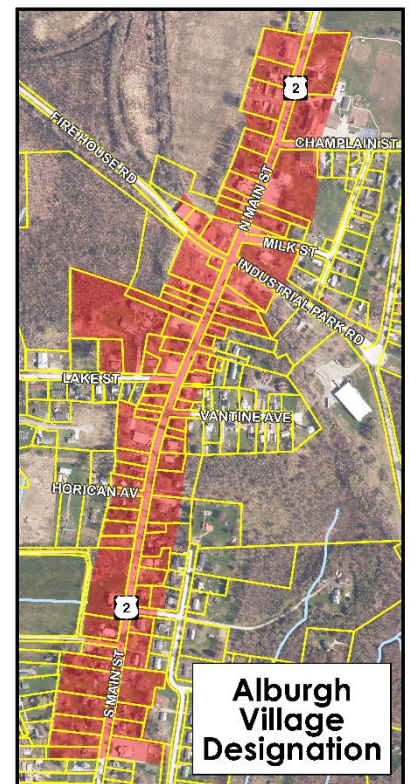 2
CHAMPLAIN ST
FIREHOUSE RD
N MAIN ST
MILK ST
INDUSTRIAL PARK RD
LAKE ST
VANTINE AVE
HORICAN AV
2
S MAIN ST
Alburgh
Village
Designation